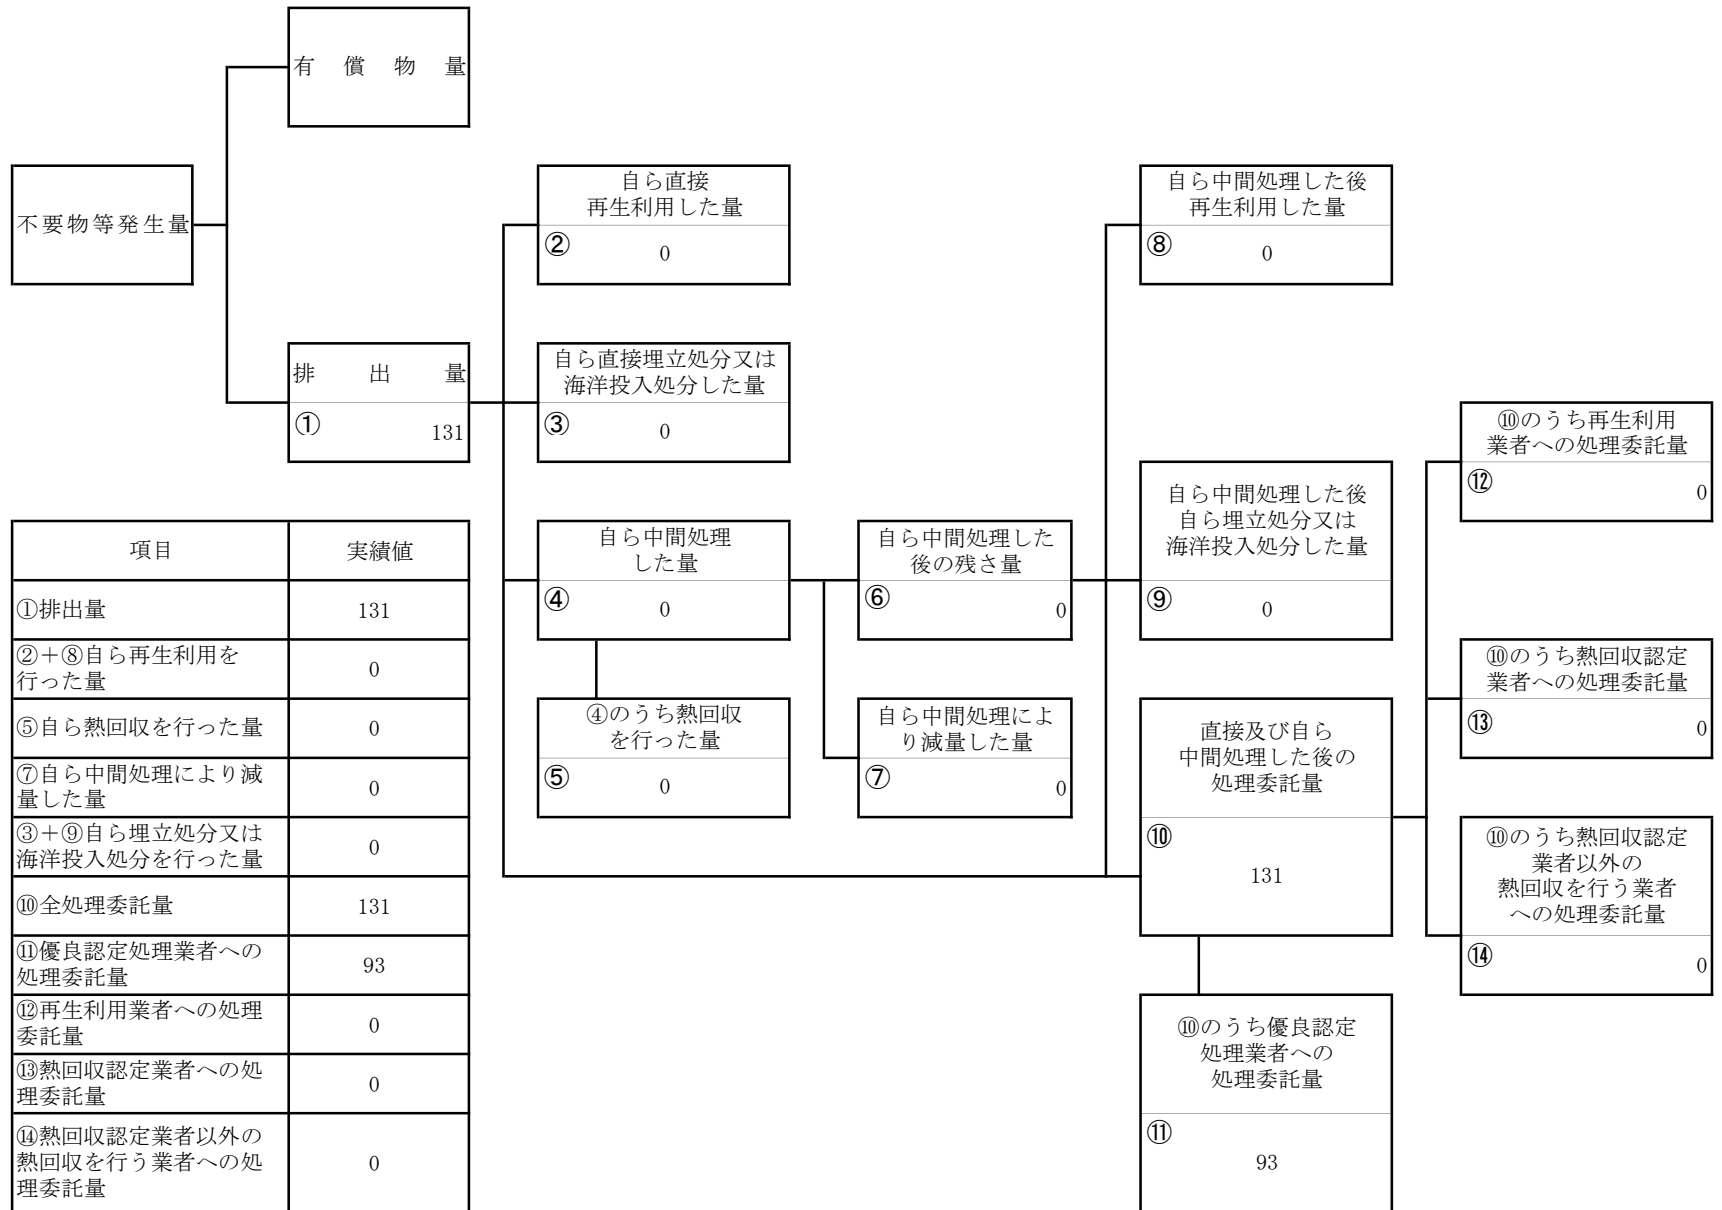 有償物量
不要物等発生量
排出量
①
131
自ら直接
再生利用した量
②
0
自ら直接埋立処分又は
海洋投入処分した量
③
0
自ら中間処理
した量
④
0
④のうち熱回収
を行った量
⑤
0
自ら中間処理した
後の残さ量
⑥
0
自ら中間処理によ
り減量した量
⑦
0
自ら中間処理した後
再生利用した量
⑧
0
自ら中間処理した後
自ら埋立処分又は
海洋投入処分した量
⑨
0
直接及び自ら
中間処理した後の
処理委託量
⑩
131
⑩のうち優良認定
処理業者への
処理委託量
⑪
93
⑩のうち再生利用
業者への処理委託量
⑫
0
⑩のうち熱回収認定
業者への処理委託量
⑬
0
⑩のうち熱回収認定
業者以外の
熱回収を行う業者
への処理委託量
⑭
0
項目 実績値
①排出量 131
②＋⑧自ら再生利用を
行った量
0
⑤自ら熱回収を行った量 0
⑦自ら中間処理により減
量した量
0
③＋⑨自ら埋立処分又は
海洋投入処分を行った量
0
⑩全処理委託量 131
⑪優良認定処理業者への
処理委託量
93
⑫再生利用業者への処理
委託量
0
⑬熱回収認定業者への処
理委託量
0
⑭熱回収認定業者以外の
熱回収を行う業者への処
理委託量
0